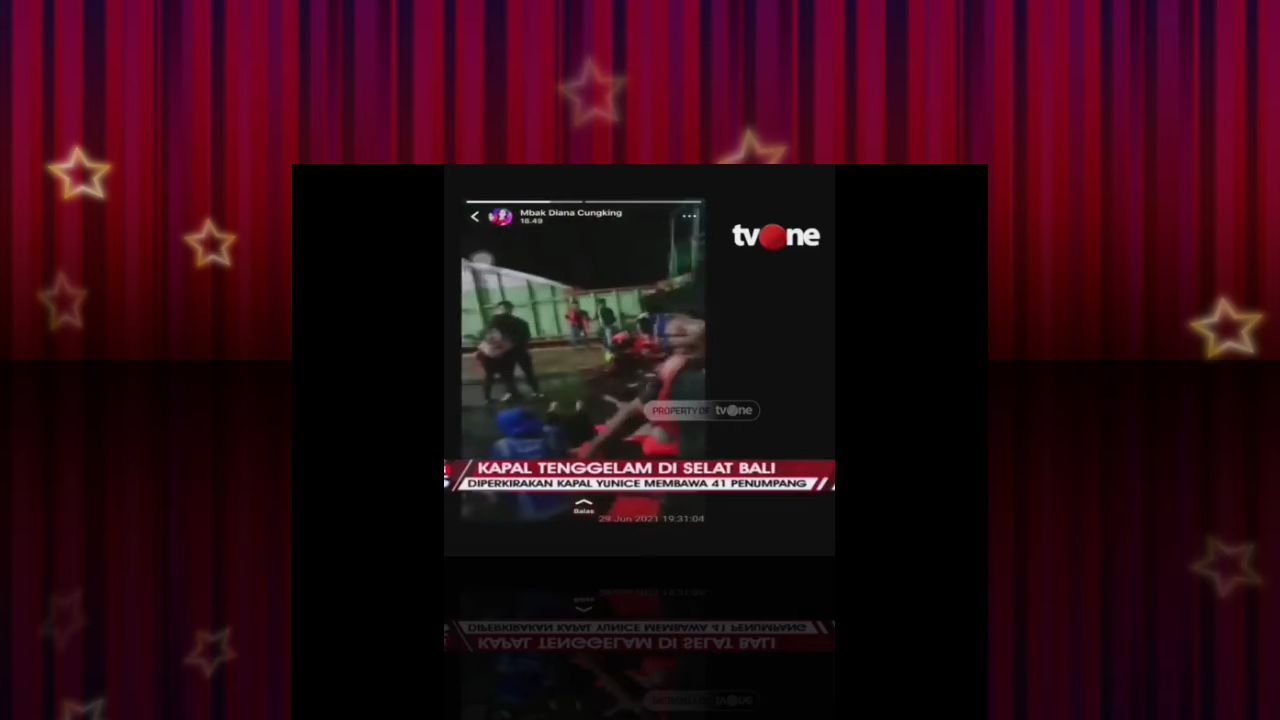 Mbak Diana Cungking
18.49
tvOne
PROPERTY OF tvOne
KAPAL TENGGELAM DI SELAT BALI
DIPERKIRAKAN KAPAL YUNICE MEMBAWA 41 PENUMPANG
Balas
29 Jun 2021 19:31:04